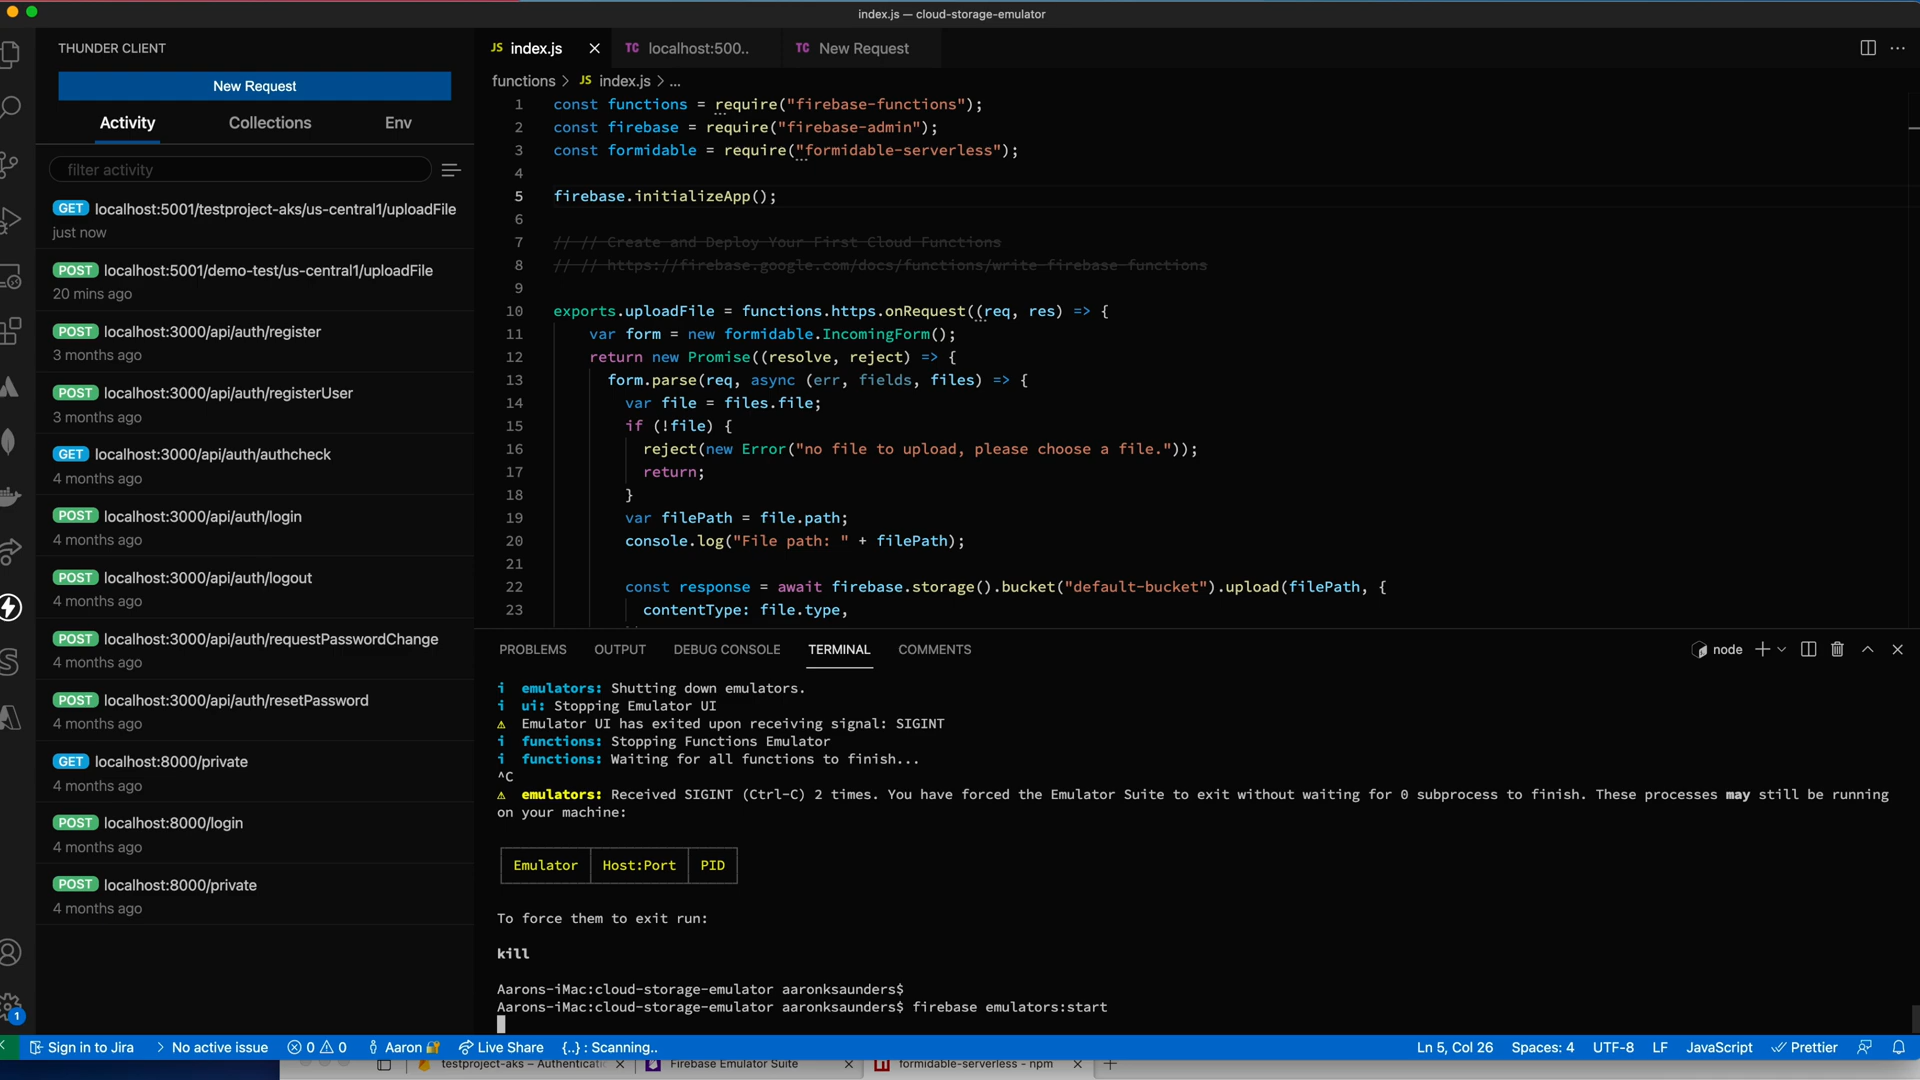 index.js — cloud-storage-emulator
THUNDER CLIENT
New Request
Activity
Collections
Env
filter activity
GET localhost:5001/testproject-aks/us-central1/uploadFile
just now
POST localhost:5001/demo-test/us-central1/uploadFile
20 mins ago
POST localhost:3000/api/auth/register
3 months ago
POST localhost:3000/api/auth/registerUser
3 months ago
GET localhost:3000/api/auth/authcheck
4 months ago
POST localhost:3000/api/auth/login
4 months ago
POST localhost:3000/api/auth/logout
4 months ago
POST localhost:3000/api/auth/requestPasswordChange
4 months ago
POST localhost:3000/api/auth/resetPassword
4 months ago
GET localhost:8000/private
4 months ago
POST localhost:8000/login
4 months ago
POST localhost:8000/private
4 months ago
1
JS index.js
TC localhost:500..
TC New Request
functions > JS index.js > ...
1 const functions = require("firebase-functions");
2 const firebase = require("firebase-admin");
3 const formidable = require("formidable-serverless");
4
5 firebase.initializeApp();
6
7 // // Create and Deploy Your First Cloud Functions
8 // // https://firebase.google.com/docs/functions/write-firebase-functions
9
10 exports.uploadFile = functions.https.onRequest((req, res) => {
11 var form = new formidable.IncomingForm();
12 return new Promise((resolve, reject) => {
13 form.parse(req, async (err, fields, files) => {
14 var file = files.file;
15 if (!file) {
16 reject(new Error("no file to upload, please choose a file."));
17 return;
18 }
19 var filePath = file.path;
20 console.log("File path: " + filePath);
21
22 const response = await firebase.storage().bucket("default-bucket").upload(filePath, {
23 contentType: file.type,
PROBLEMS
OUTPUT
DEBUG CONSOLE
TERMINAL
COMMENTS
node
i emulators: Shutting down emulators.
i ui: Stopping Emulator UI
⚠ Emulator UI has exited upon receiving signal: SIGINT
i functions: Stopping Functions Emulator
i functions: Waiting for all functions to finish...
^C
⚠ emulators: Received SIGINT (Ctrl-C) 2 times. You have forced the Emulator Suite to exit without waiting for 0 subprocess to finish. These processes may still be running
on your machine:
Emulator Host:Port PID
To force them to exit run:
kill
Aarons-iMac:cloud-storage-emulator aaronksaunders$
Aarons-iMac:cloud-storage-emulator aaronksaunders$ firebase emulators:start
Sign in to Jira
No active issue
0 0
Aaron
Live Share
{..} : Scanning..
Ln 5, Col 26
Spaces: 4
UTF-8
LF
JavaScript
Prettier
testproject-aks – Authenticati
Firebase Emulator Suite
formidable-serverless - npm